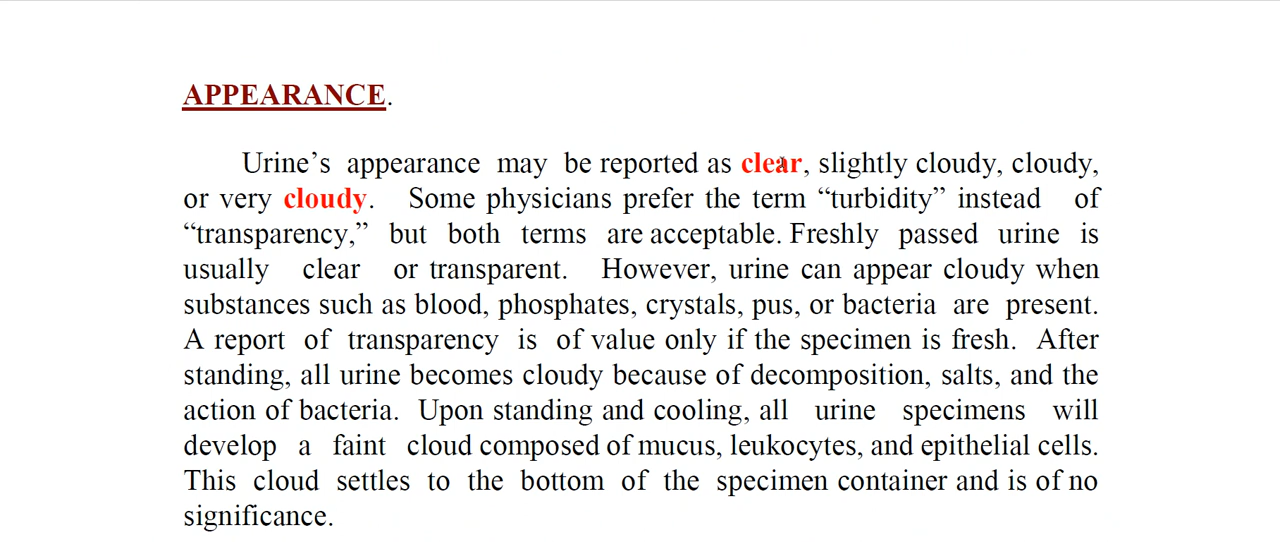 APPEARANCE.
Urine’s appearance may be reported as clear, slightly cloudy, cloudy,
or very cloudy. Some physicians prefer the term “turbidity” instead of
“transparency,” but both terms are acceptable. Freshly passed urine is
usually clear or transparent. However, urine can appear cloudy when
substances such as blood, phosphates, crystals, pus, or bacteria are present.
A report of transparency is of value only if the specimen is fresh. After
standing, all urine becomes cloudy because of decomposition, salts, and the
action of bacteria. Upon standing and cooling, all urine specimens will
develop a faint cloud composed of mucus, leukocytes, and epithelial cells.
This cloud settles to the bottom of the specimen container and is of no
significance.